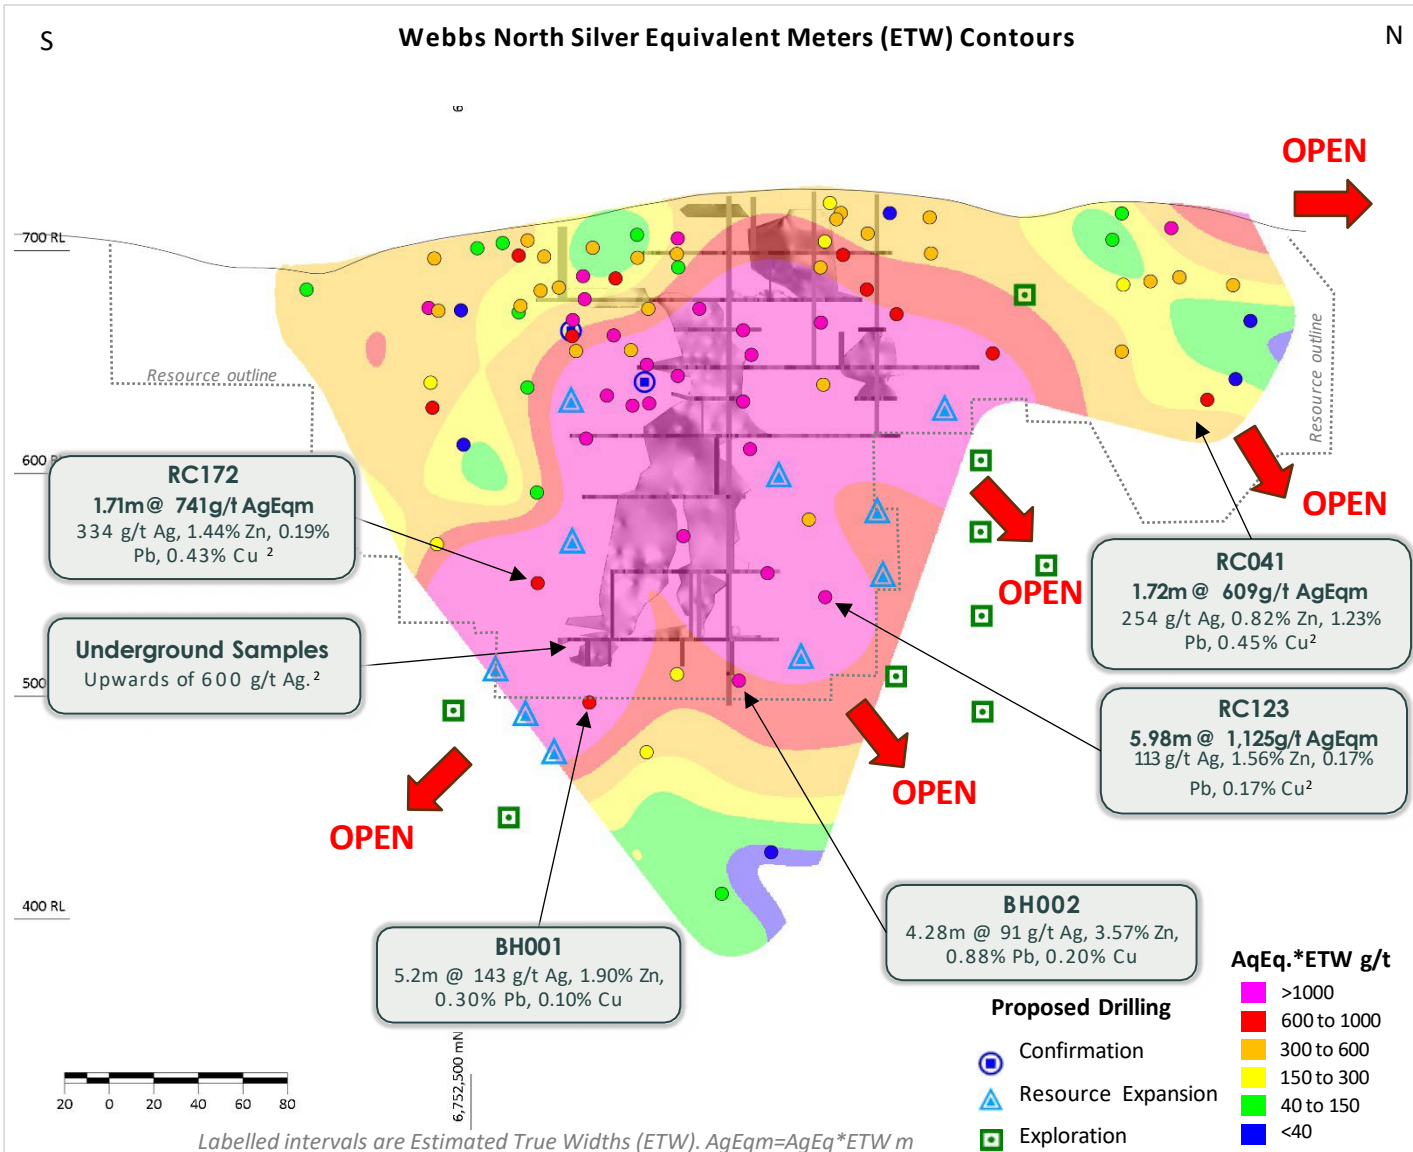 S
Webbs North Silver Equivalent Meters (ETW) Contours
N
OPEN
700 RL
Resource outline
Resource outline
600 R
RC172
1.71m @ 741g/t AgEqm
334 g/t Ag, 1.44% Zn, 0.19%
Pb, 0.43% Cu ²
OPEN
OPEN
RC041
1.72m @ 609g/t AgEqm
254 g/t Ag, 0.82% Zn, 1.23%
Pb, 0.45% Cu²
Underground Samples
Upwards of 600 g/t Ag.²
500
RC123
5.98m @ 1,125g/t AgEqm
113 g/t Ag, 1.56% Zn, 0.17%
Pb, 0.17% Cu²
OPEN
OPEN
400 RL
BH001
5.2m @ 143 g/t Ag, 1.90% Zn,
0.30% Pb, 0.10% Cu
BH002
4.28m @ 91 g/t Ag, 3.57% Zn,
0.88% Pb, 0.20% Cu
AqEq.*ETW g/t
>1000
600 to 1000
300 to 600
150 to 300
40 to 150
<40
Proposed Drilling
Confirmation
Resource Expansion
Exploration
6,752,500 mN
20 0 20 40 60 80
Labelled intervals are Estimated True Widths (ETW). AgEqm=AgEq*ETW m